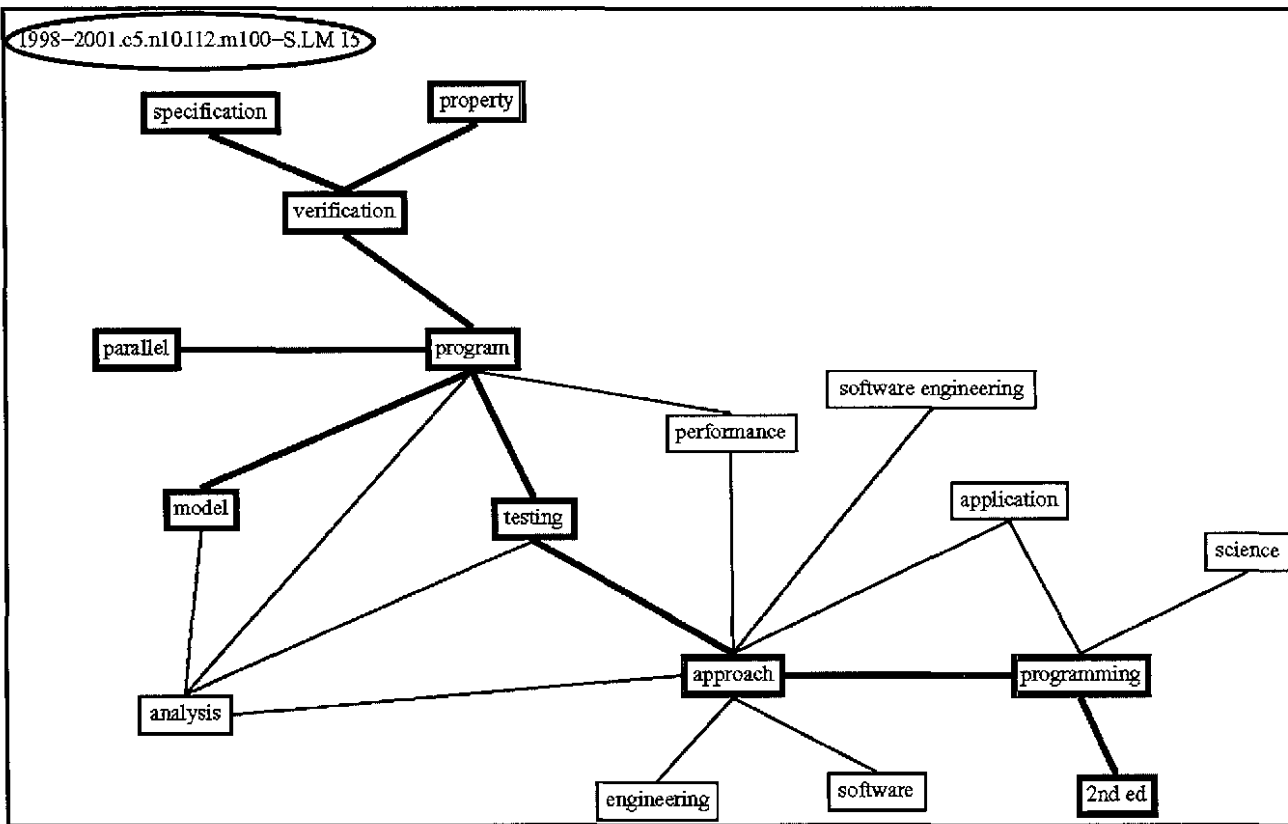 1998-2001.c5.n10.112.m100-S.LM 15
property
specification
verification
parallel
program
software engineering
performance
model
testing
application
science
approach
programming
analysis
engineering
software
2nd ed